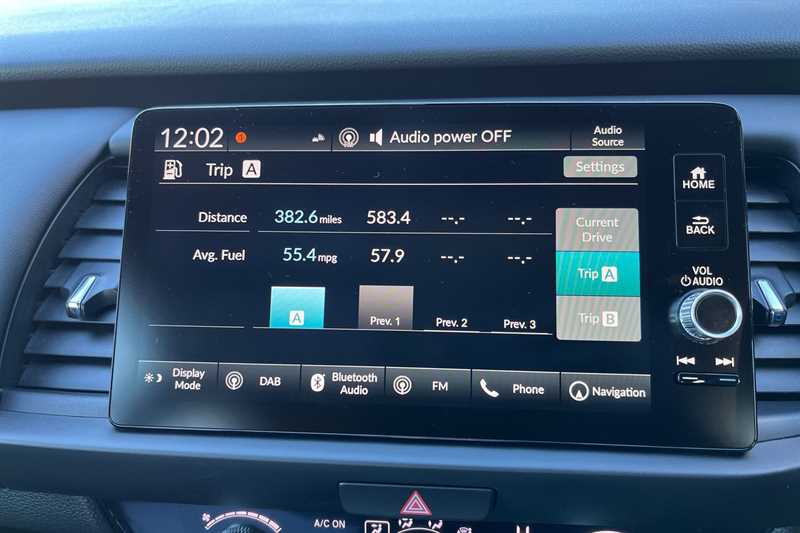 12:02 Audio power OFF Audio Source
Trip A Settings
Distance 382.6 miles 583.4 --.- --.-
Avg. Fuel 55.4 mpg 57.9 --.- --.-
Current Drive
Trip A
Trip B
A Prev. 1 Prev. 2 Prev. 3
Display Mode DAB Bluetooth Audio FM Phone Navigation
HOME
BACK
VOL
AUDIO
A/C ON